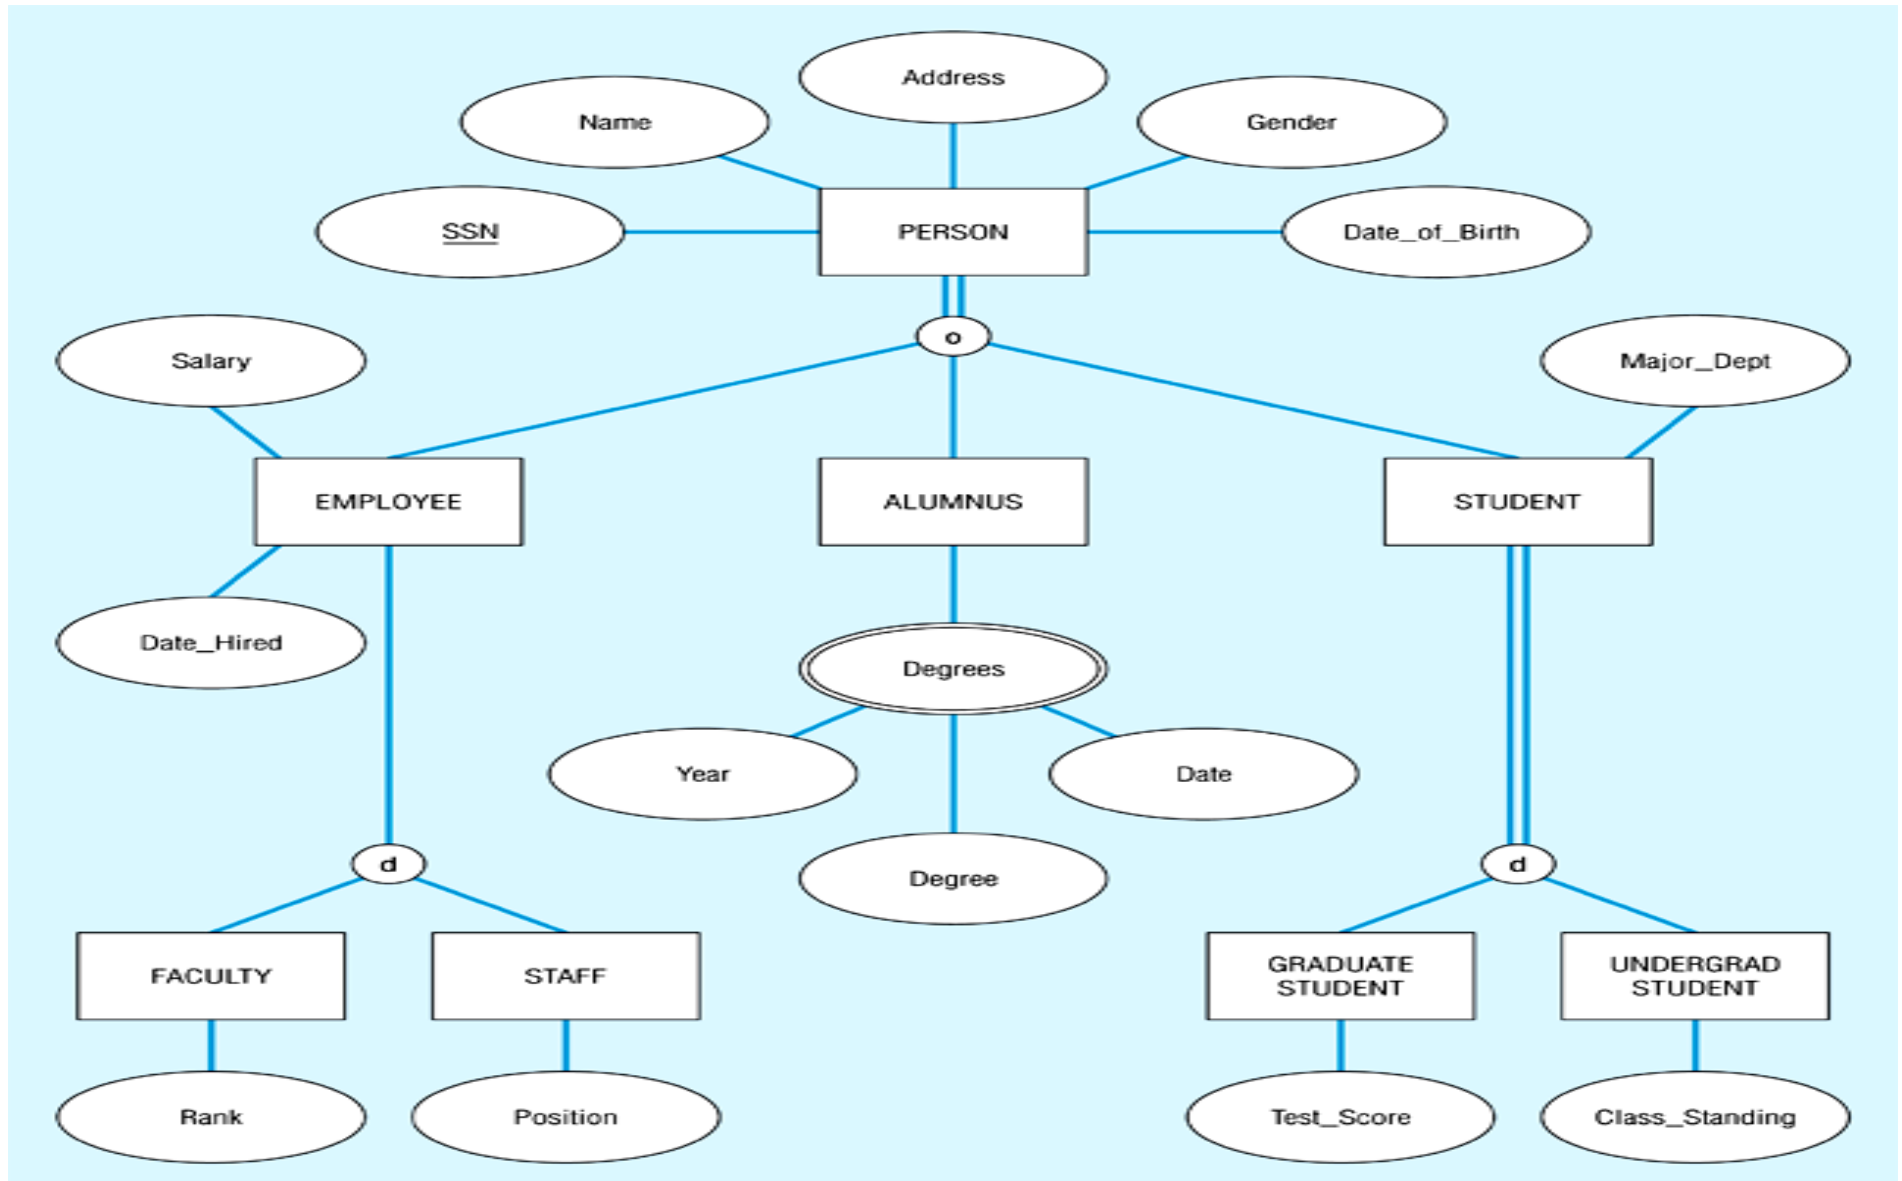 Address
Name
Gender
SSN
PERSON
Date_of_Birth
o
Salary
Major_Dept
EMPLOYEE
ALUMNUS
STUDENT
Date_Hired
Degrees
Year
Date
d
Degree
d
FACULTY
STAFF
GRADUATE
STUDENT
UNDERGRAD
STUDENT
Rank
Position
Test_Score
Class_Standing